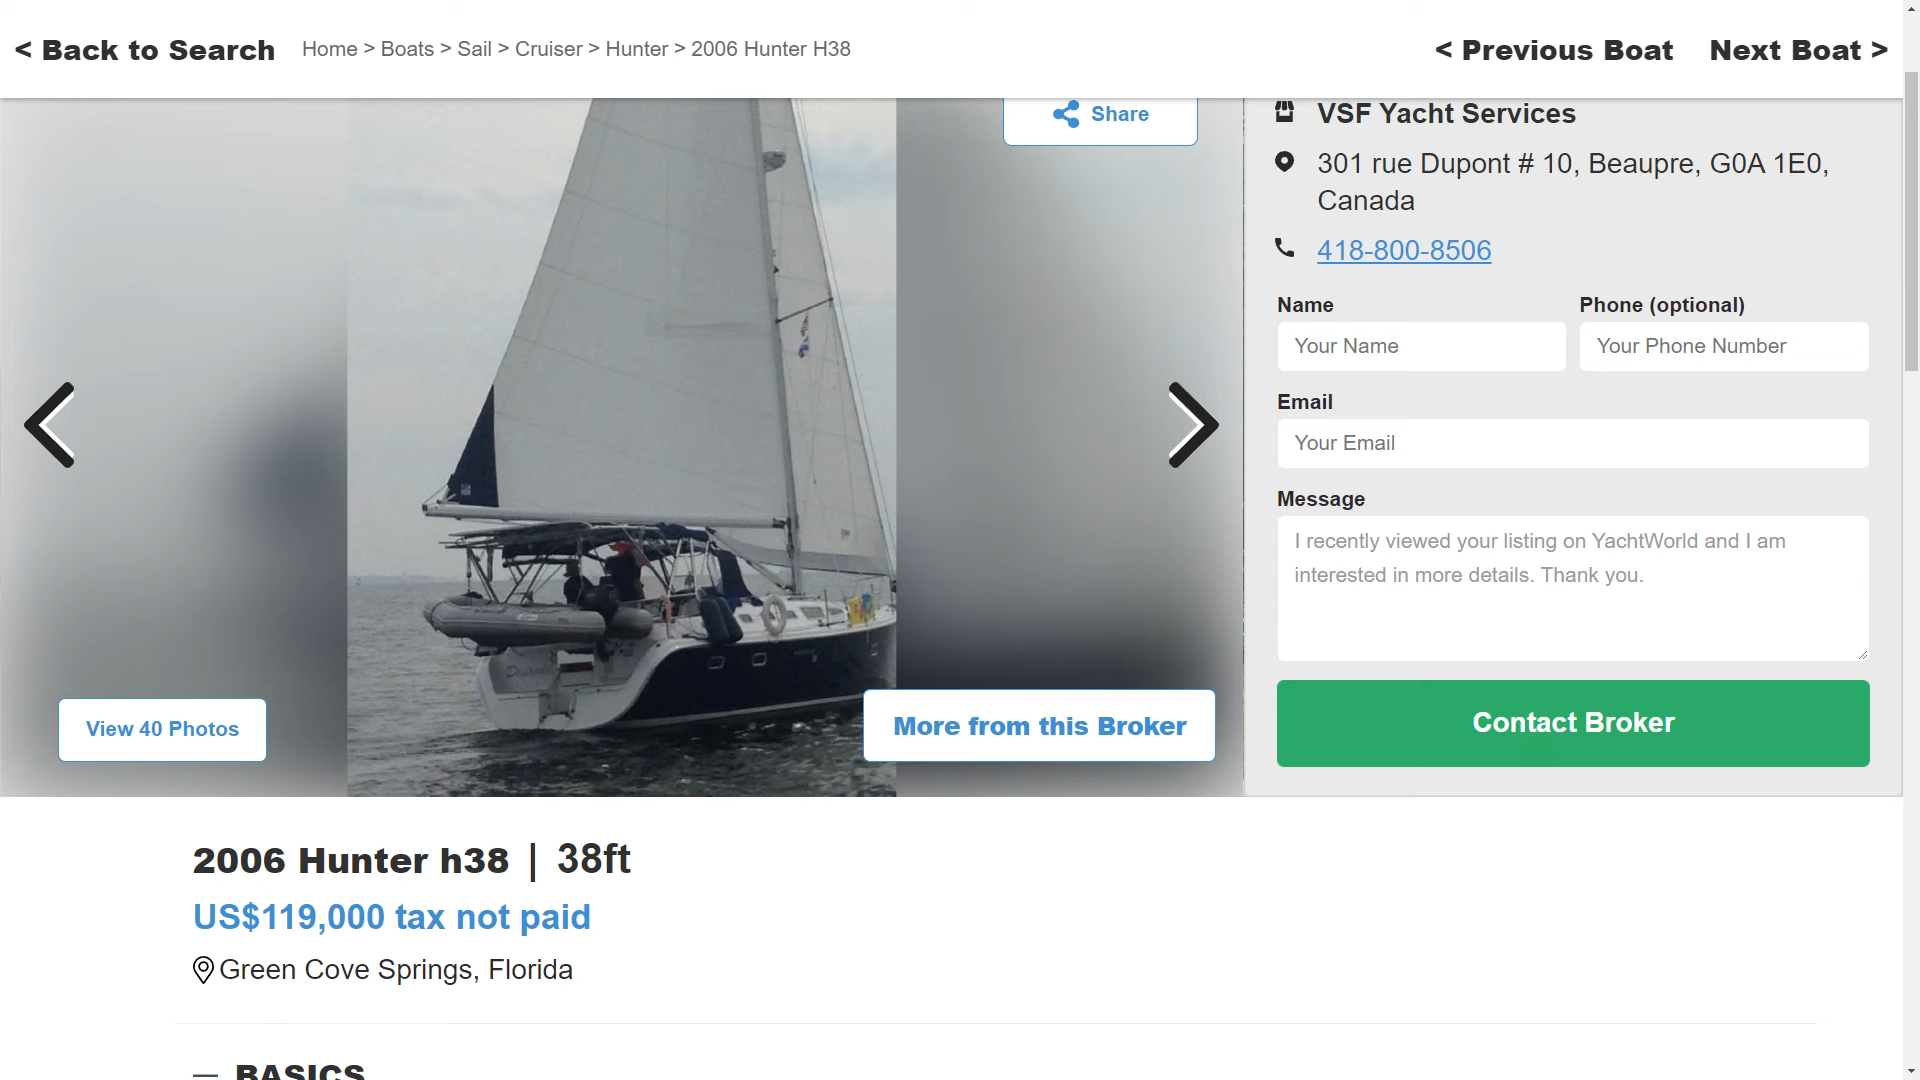 < Back to Search
Home > Boats > Sail > Cruiser > Hunter > 2006 Hunter H38
< Previous Boat
Next Boat >
Share
VSF Yacht Services
301 rue Dupont # 10, Beaupre, G0A 1E0,
Canada
418-800-8506
Name
Phone (optional)
Your Name
Your Phone Number
Email
Your Email
Message
I recently viewed your listing on YachtWorld and I am
interested in more details. Thank you.
View 40 Photos
More from this Broker
Contact Broker
2006 Hunter h38 | 38ft
US$119,000 tax not paid
Green Cove Springs, Florida
— BASICS